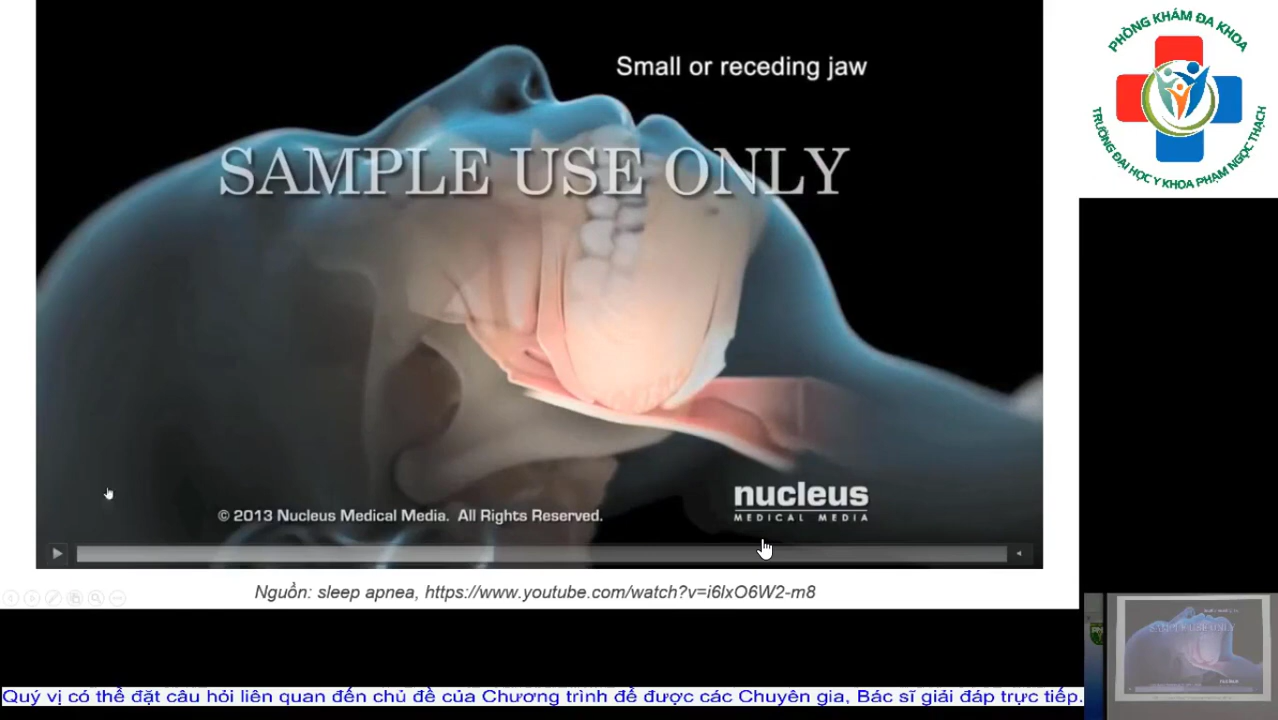 Small or receding jaw
SAMPLE USE ONLY
© 2013 Nucleus Medical Media. All Rights Reserved.
nucleus
MEDICAL MEDIA
Nguồn: sleep apnea, https://www.youtube.com/watch?v=i6lxO6W2-m8
PHÒNG KHÁM ĐA KHOA
TRƯỜNG ĐẠI HỌC Y KHOA PHẠM NGỌC THẠCH
SAMPLE USE ONLY
Quý vị có thể đặt câu hỏi liên quan đến chủ đề của Chương trình để được các Chuyên gia, Bác sĩ giải đáp trực tiếp.